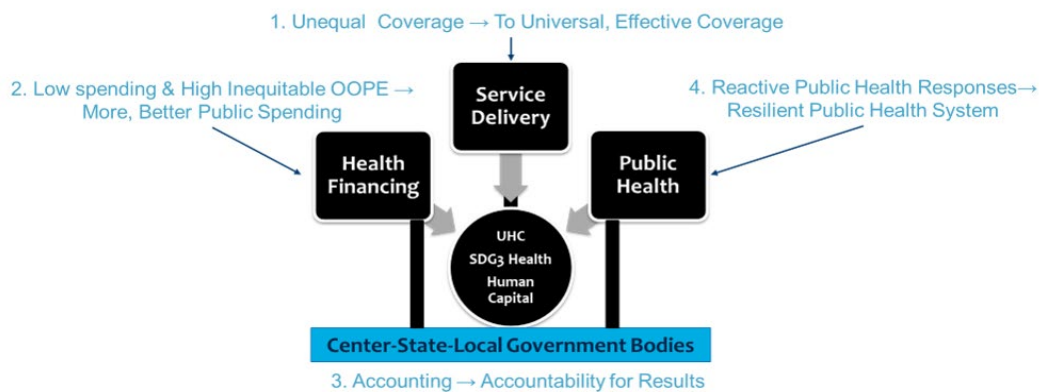 1. Unequal Coverage → To Universal, Effective Coverage
2. Low spending & High Inequitable OOPE →
More, Better Public Spending
4. Reactive Public Health Responses→
Resilient Public Health System
Service
Delivery
Health
Financing
Public
Health
UHC
SDG3 Health
Human
Capital
Center-State-Local Government Bodies
3. Accounting → Accountability for Results